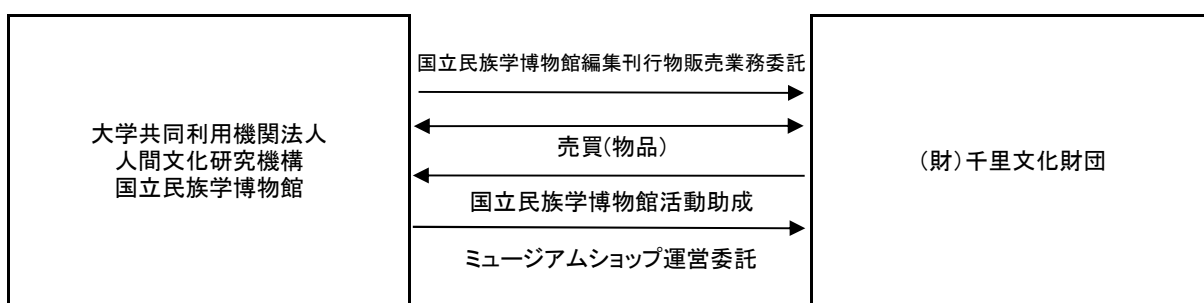 大学共同利用機関法人
人間文化研究機構
国立民族学博物館
国立民族学博物館編集刊行物販売業務委託
売買(物品)
国立民族学博物館活動助成
ミュージアムショップ運営委託
(財)千里文化財団